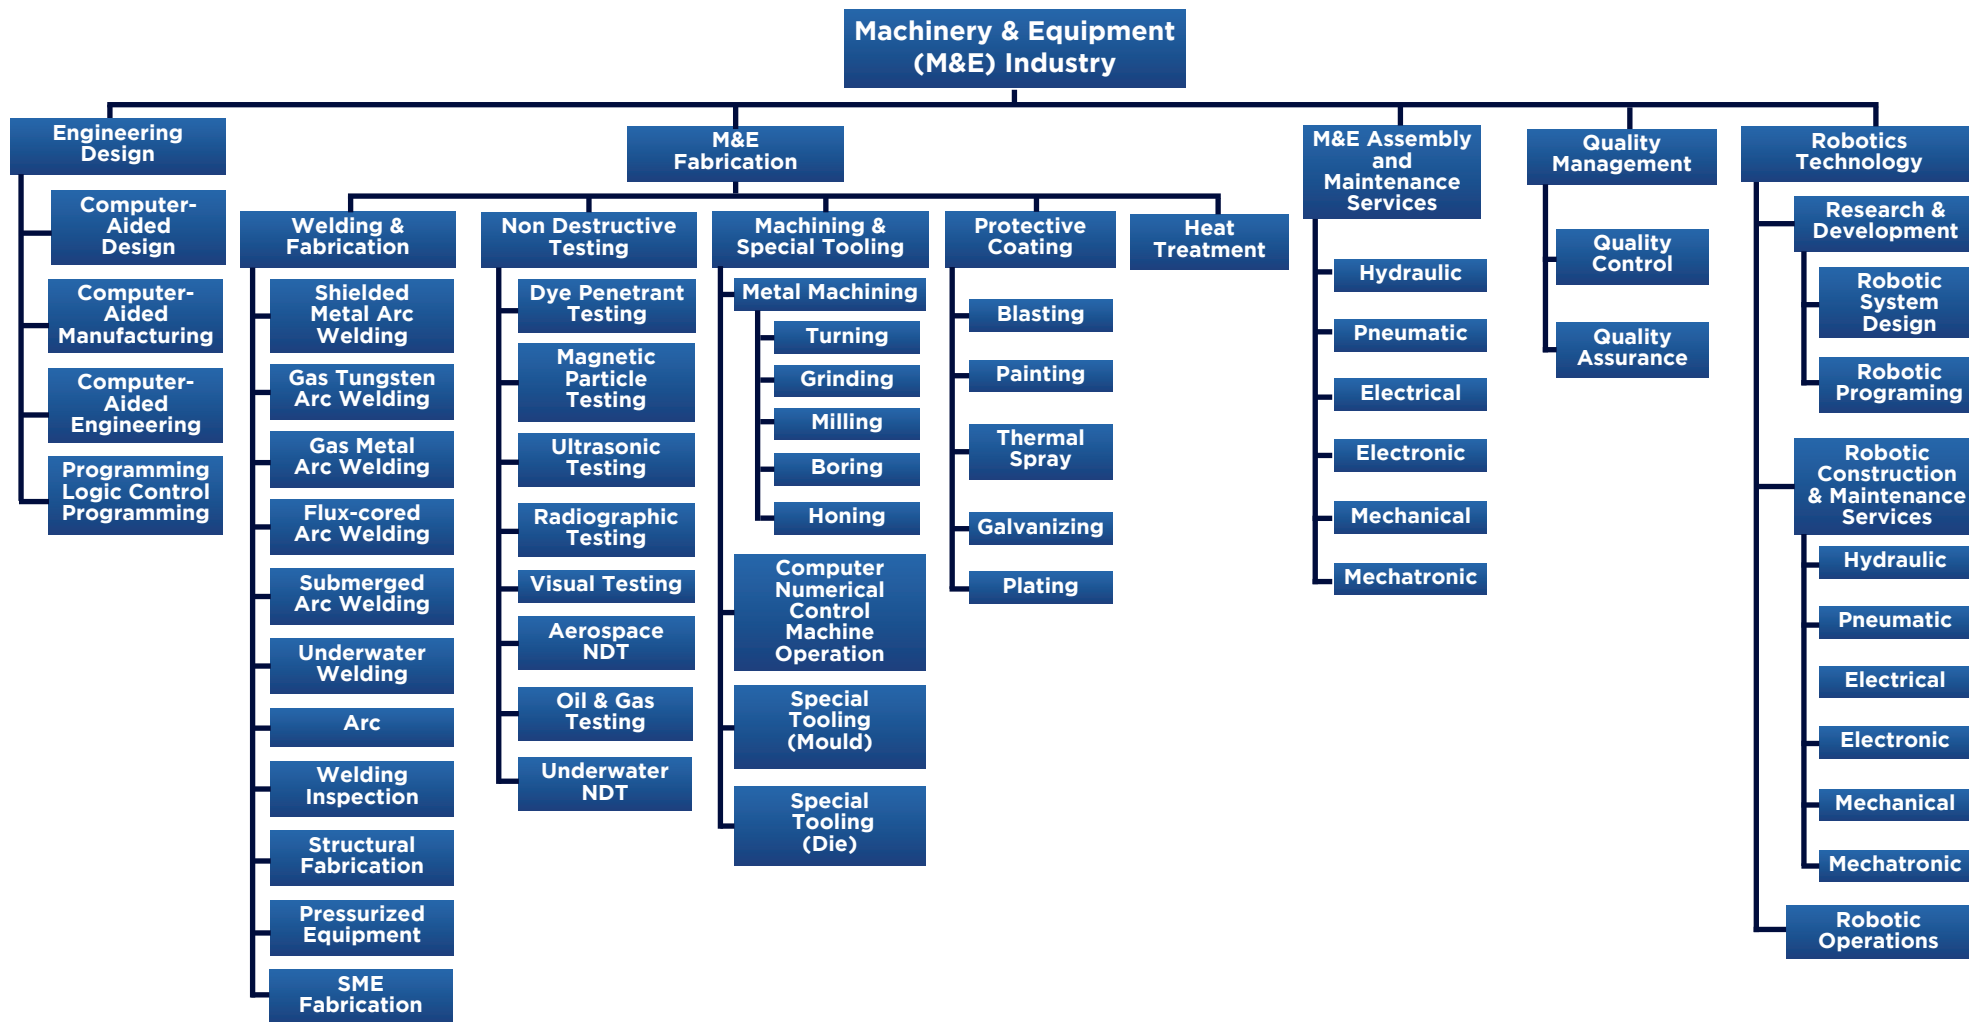 Machinery & Equipment
(M&E) Industry
Engineering
Design
Computer-
Aided
Design
Computer-
Aided
Manufacturing
Computer-
Aided
Engineering
Programming
Logic Control
Programming
M&E
Fabrication
Welding &
Fabrication
Shielded
Metal Arc
Welding
Gas Tungsten
Arc Welding
Gas Metal
Arc Welding
Flux-cored
Arc Welding
Submerged
Arc Welding
Underwater
Welding
Arc
Welding
Inspection
Structural
Fabrication
Pressurized
Equipment
SME
Fabrication
Non Destructive
Testing
Dye Penetrant
Testing
Magnetic
Particle
Testing
Ultrasonic
Testing
Radiographic
Testing
Visual Testing
Aerospace
NDT
Oil & Gas
Testing
Underwater
NDT
Machining &
Special Tooling
Metal Machining
Turning
Grinding
Milling
Boring
Honing
Computer
Numerical
Control
Machine
Operation
Special
Tooling
(Mould)
Special
Tooling
(Die)
Protective
Coating
Blasting
Painting
Thermal
Spray
Galvanizing
Plating
Heat
Treatment
M&E Assembly
and
Maintenance
Services
Hydraulic
Pneumatic
Electrical
Electronic
Mechanical
Mechatronic
Quality
Management
Quality
Control
Quality
Assurance
Robotics
Technology
Research &
Development
Robotic
System
Design
Robotic
Programing
Robotic
Construction
& Maintenance
Services
Hydraulic
Pneumatic
Electrical
Electronic
Mechanical
Mechatronic
Robotic
Operations